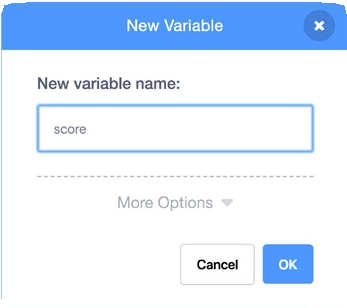 New Variable
New variable name:
score
More Options
Cancel OK